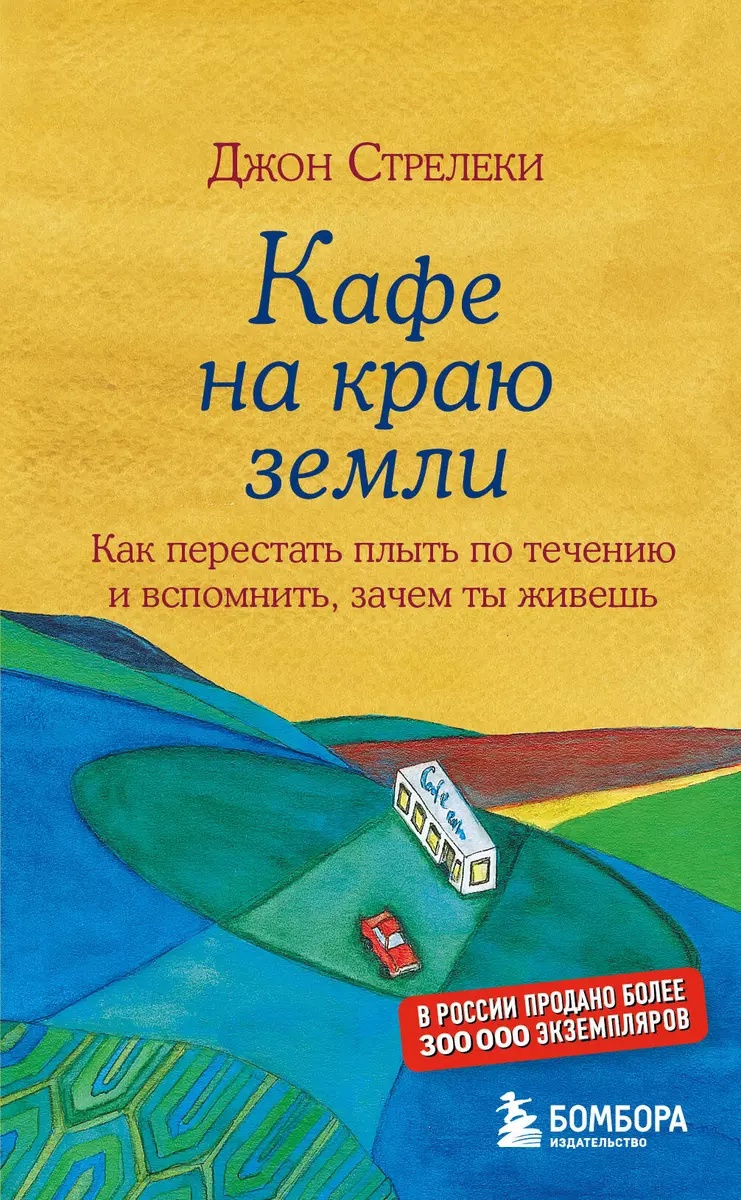 Джон Стрелеки
Кафе
на краю
земли
Как перестать плыть по течению
и вспомнить, зачем ты живешь
Cafe
В РОССИИ ПРОДАНО БОЛЕЕ
300 000 ЭКЗЕМПЛЯРОВ
БОМБОРА
ИЗДАТЕЛЬСТВО